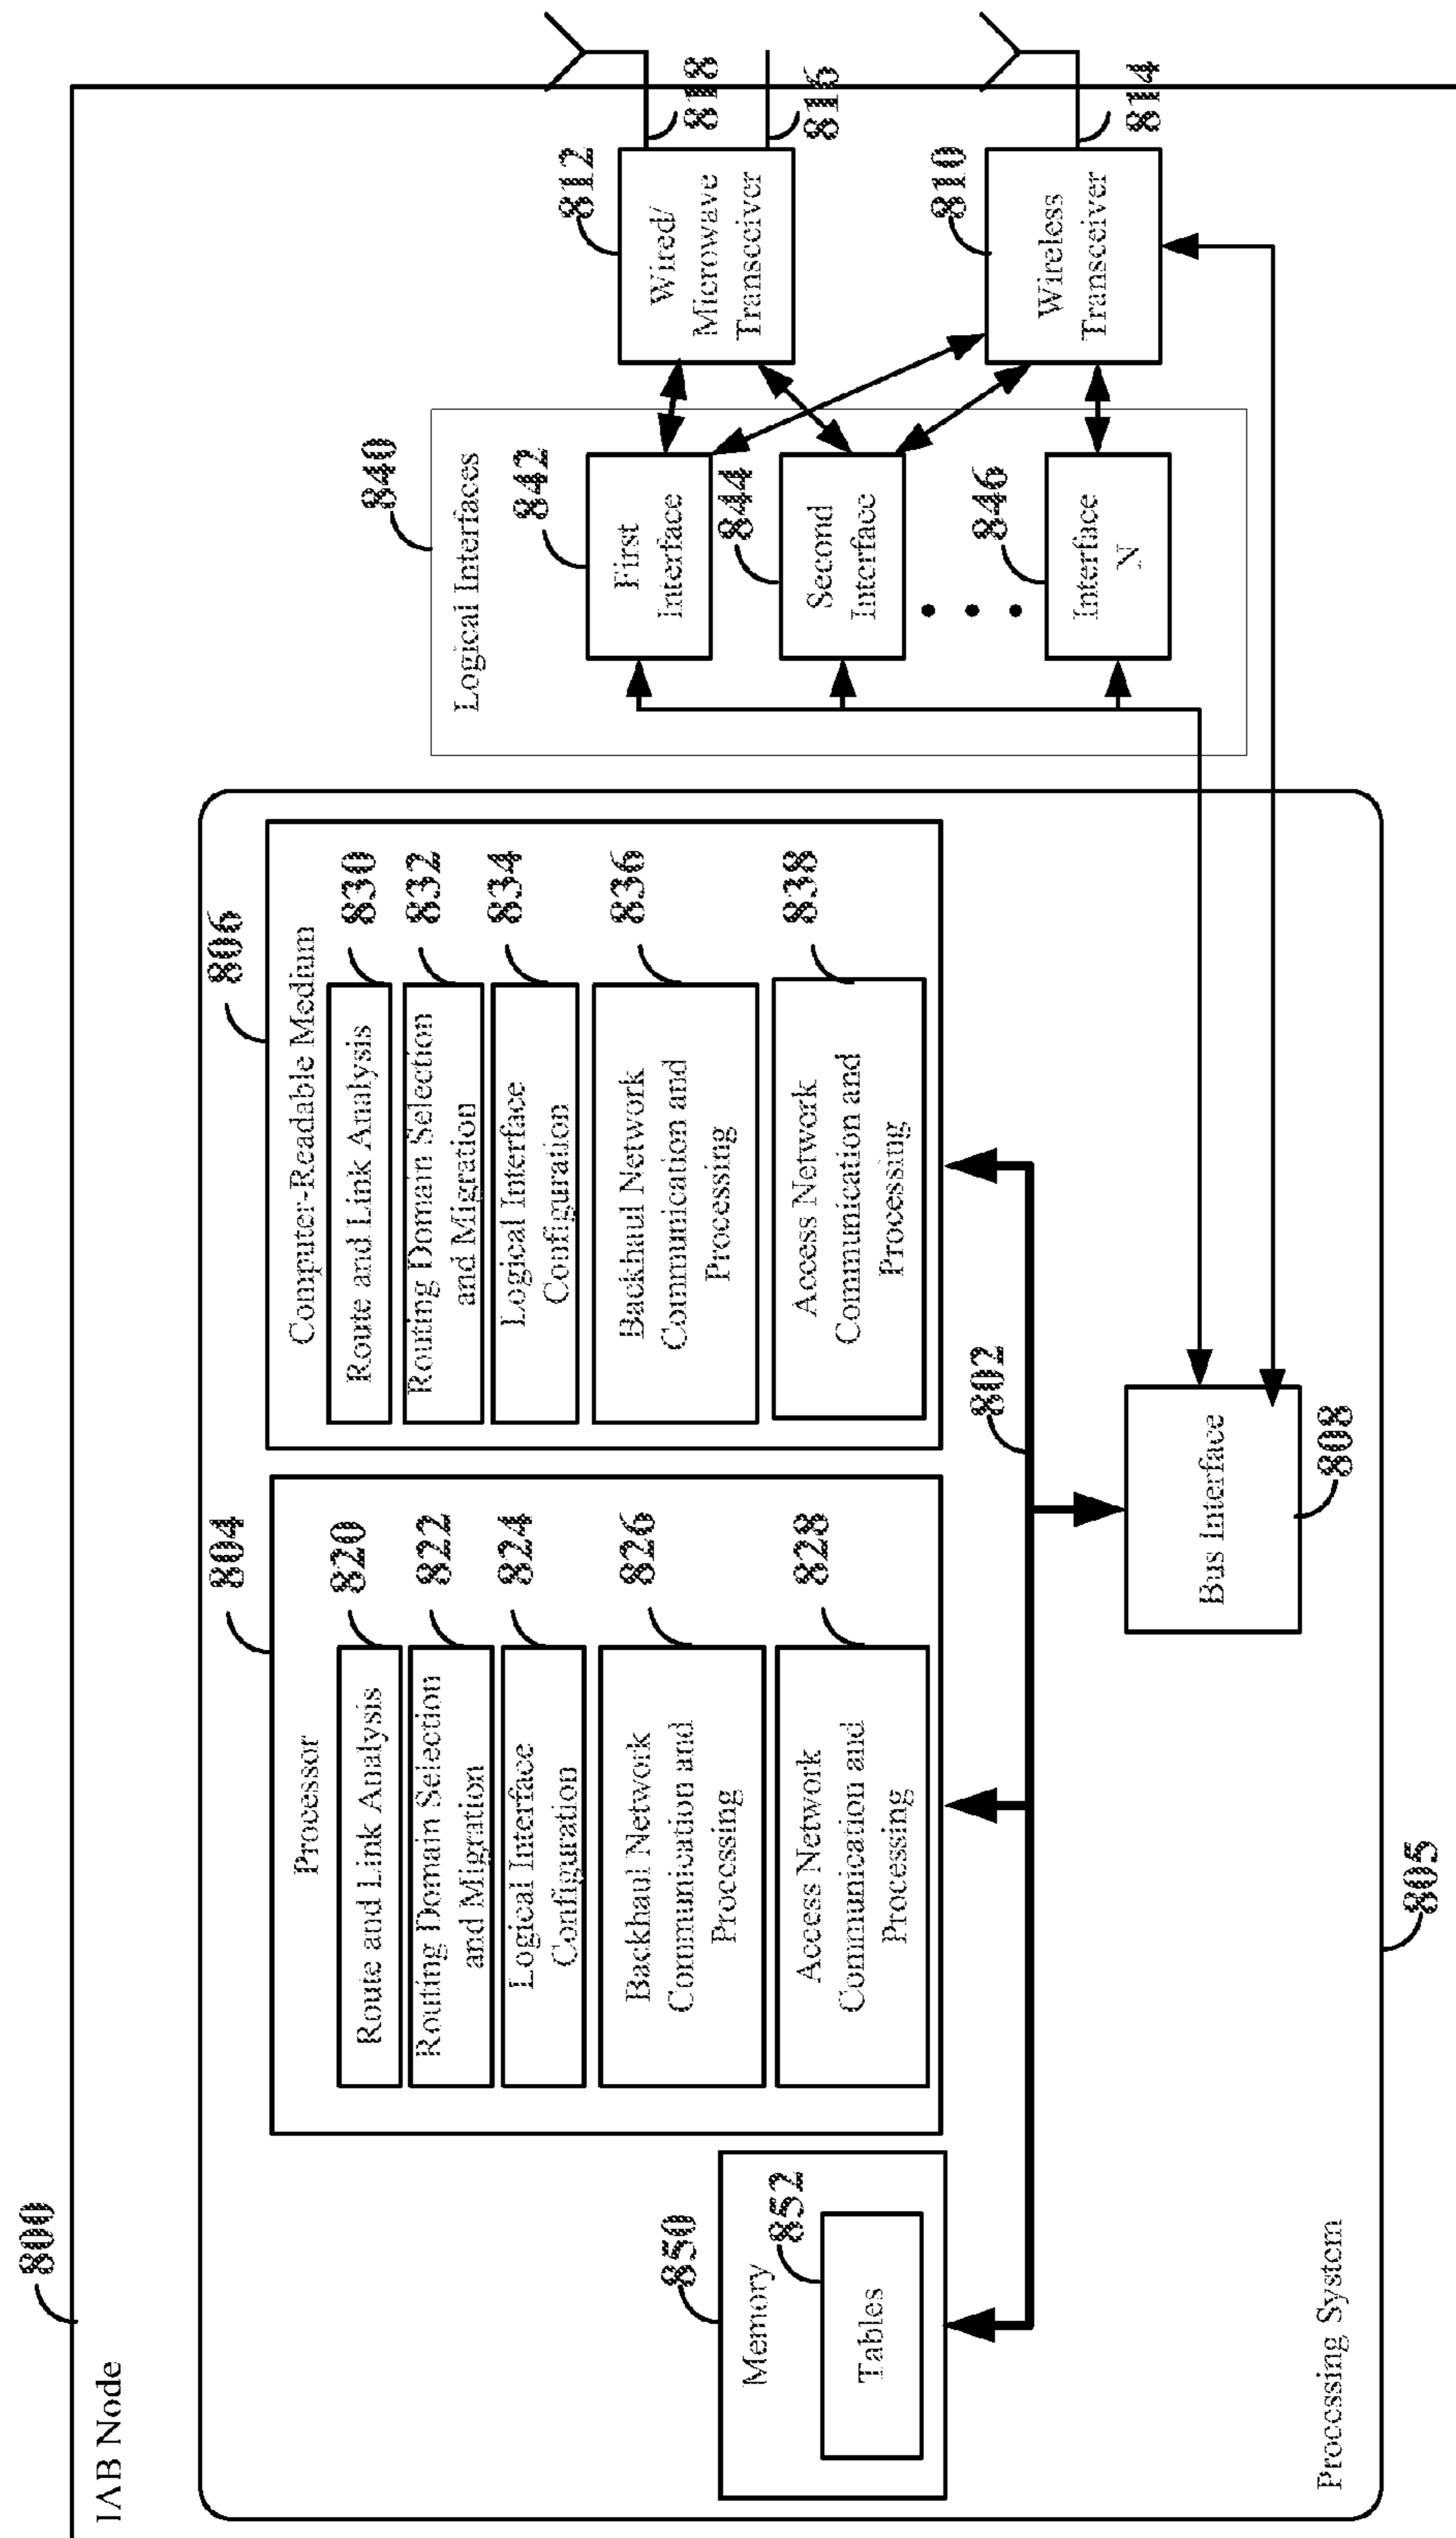 800
IAB Node
804
Processor
820
Route and Link Analysis
822
Routing Domain Selection
and Migration
824
Logical Interface
Configuration
826
Backhaul Network
Communication and
Processing
828
Access Network
Communication and
Processing
806
Computer-Readable Medium
830
Route and Link Analysis
832
Routing Domain Selection
and Migration
834
Logical Interface
Configuration
836
Backhaul Network
Communication and
Processing
838
Access Network
Communication and
Processing
850
Memory
852
Tables
802
Bus Interface
808
Processing System
805
840
Logical Interfaces
842
First
Interface
844
Second
Interface
846
Interface
N
812
Wired/
Microwave
Transceiver
818
816
810
Wireless
Transceiver
814